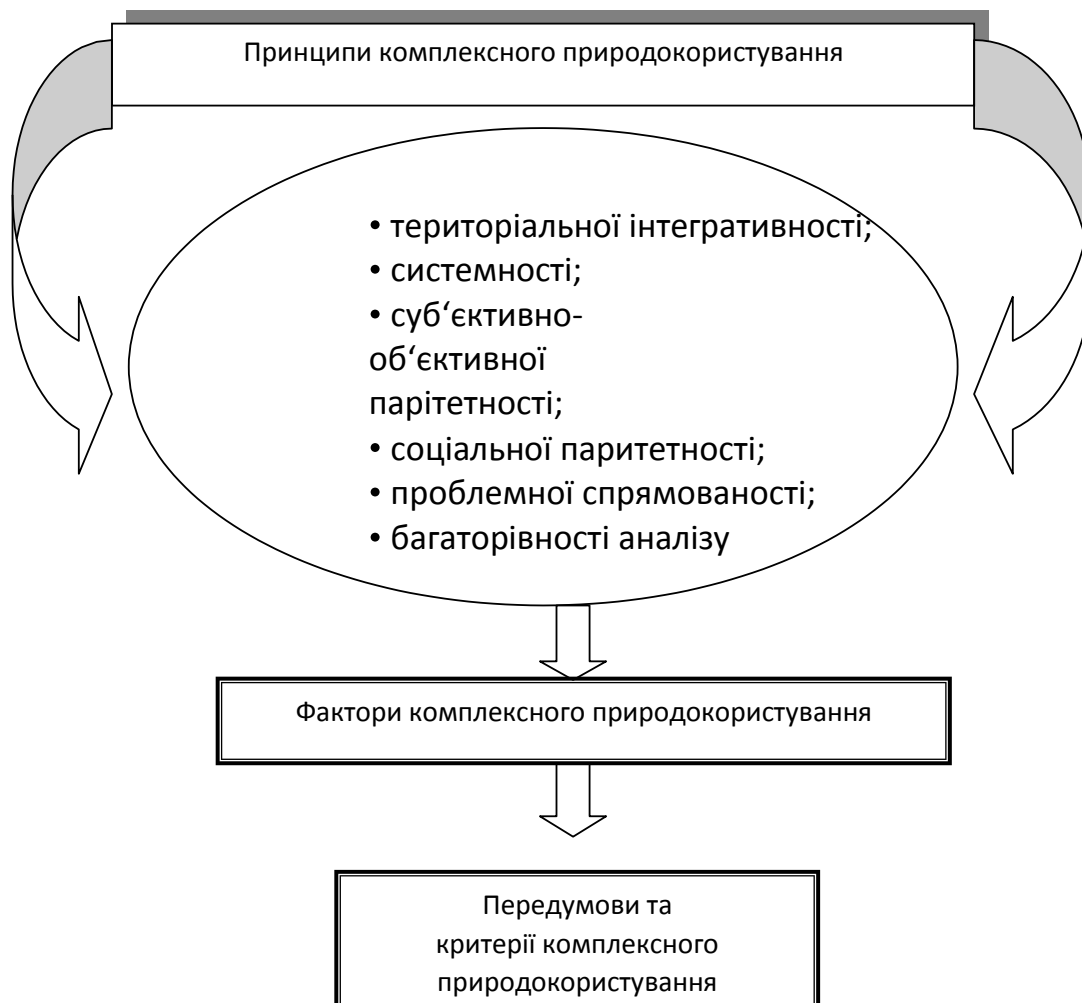 Принципи комплексного природокористування
• територіальної інтегративності;
• системності;
• суб‘єктивно-
об‘єктивної
парітетності;
• соціальної паритетності;
• проблемної спрямованості;
• багаторівності аналізу
Фактори комплексного природокористування
Передумови та
критерії комплексного
природокористування